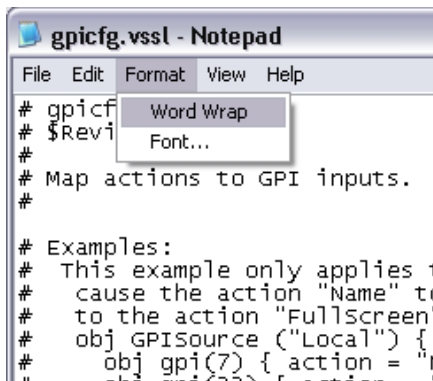 gpicfg.vssl - Notepad
File Edit Format View Help
# gpicf
# $Revi
Word Wrap
Font...
#
# Map actions to GPI inputs.
#
# Examples:
# This example only applies
# cause the action "Name" to
# to the action "FullScreen"
# obj GPISource ("Local") {
# obj gpi(7) { action = "